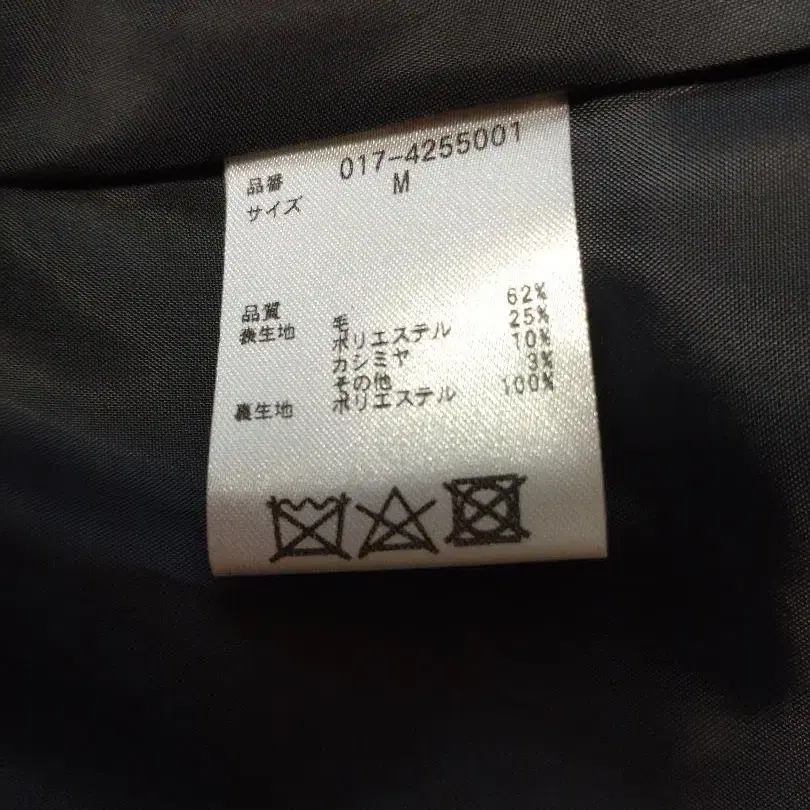 品番 017-4255001
サイズ M
品質
表生地 毛 62%
ポリエステル 25%
カシミヤ 10%
その他 3%
裏生地 ポリエステル 100%